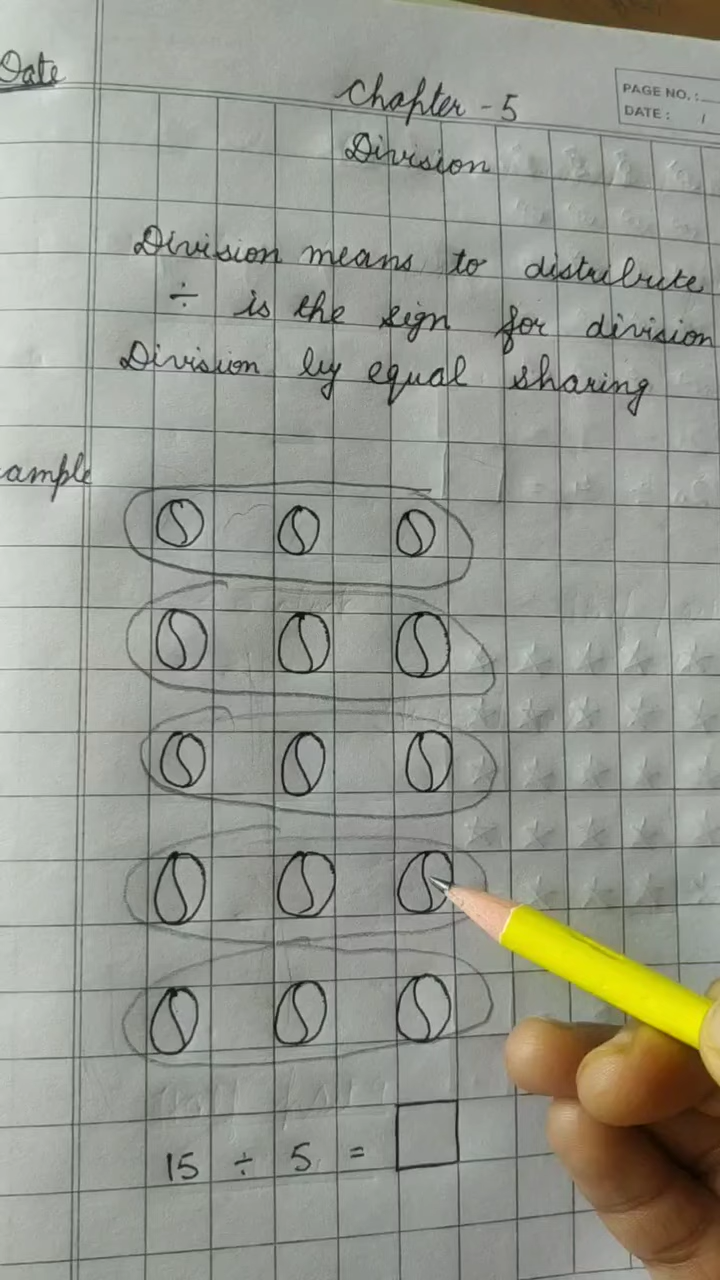 Date
Chapter - 5
PAGE NO.:
DATE: /
Division
Division means to distribute
÷ is the sign for division
Division by equal sharing
ample
15 ÷ 5 =